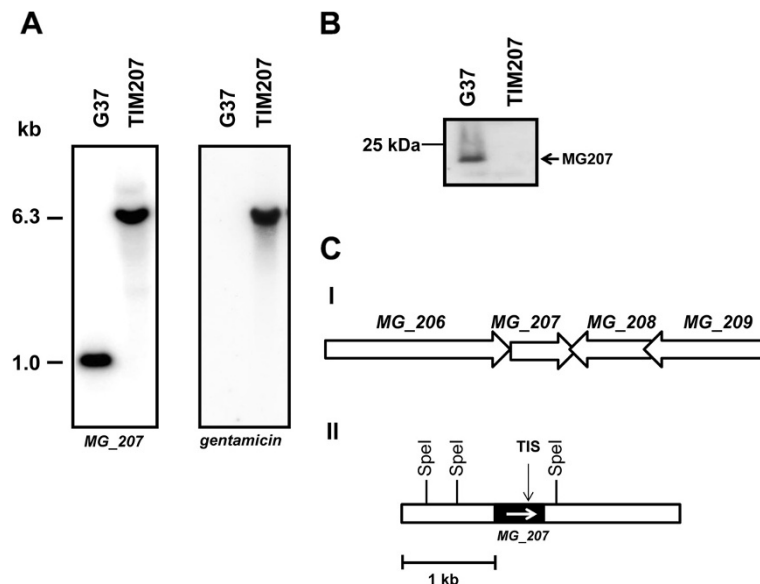 A
G37
TIM207
G37
TIM207
kb
6.3
1.0
MG_207
gentamicin
B
G37
TIM207
25 kDa
MG207
C
I
MG_206
MG_207
MG_208
MG_209
II
SpeI
SpeI
TIS
SpeI
MG_207
1 kb